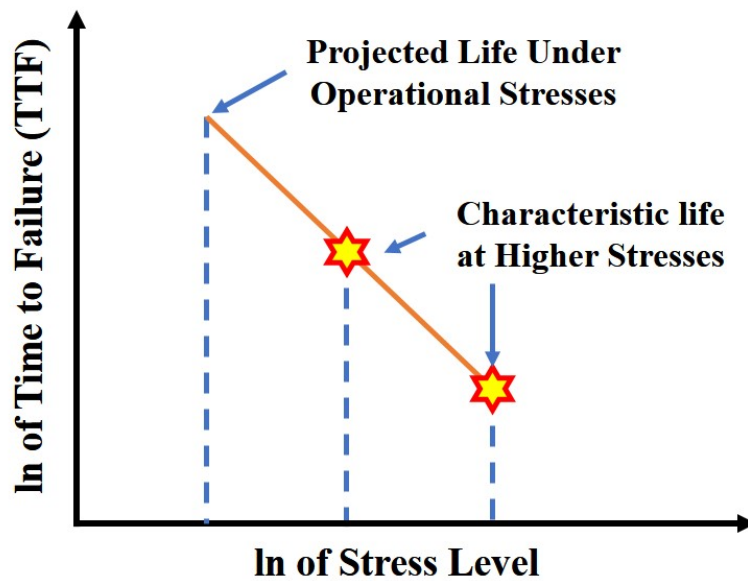 Projected Life Under
Operational Stresses
Characteristic life
at Higher Stresses
ln of Time to Failure (TTF)
ln of Stress Level